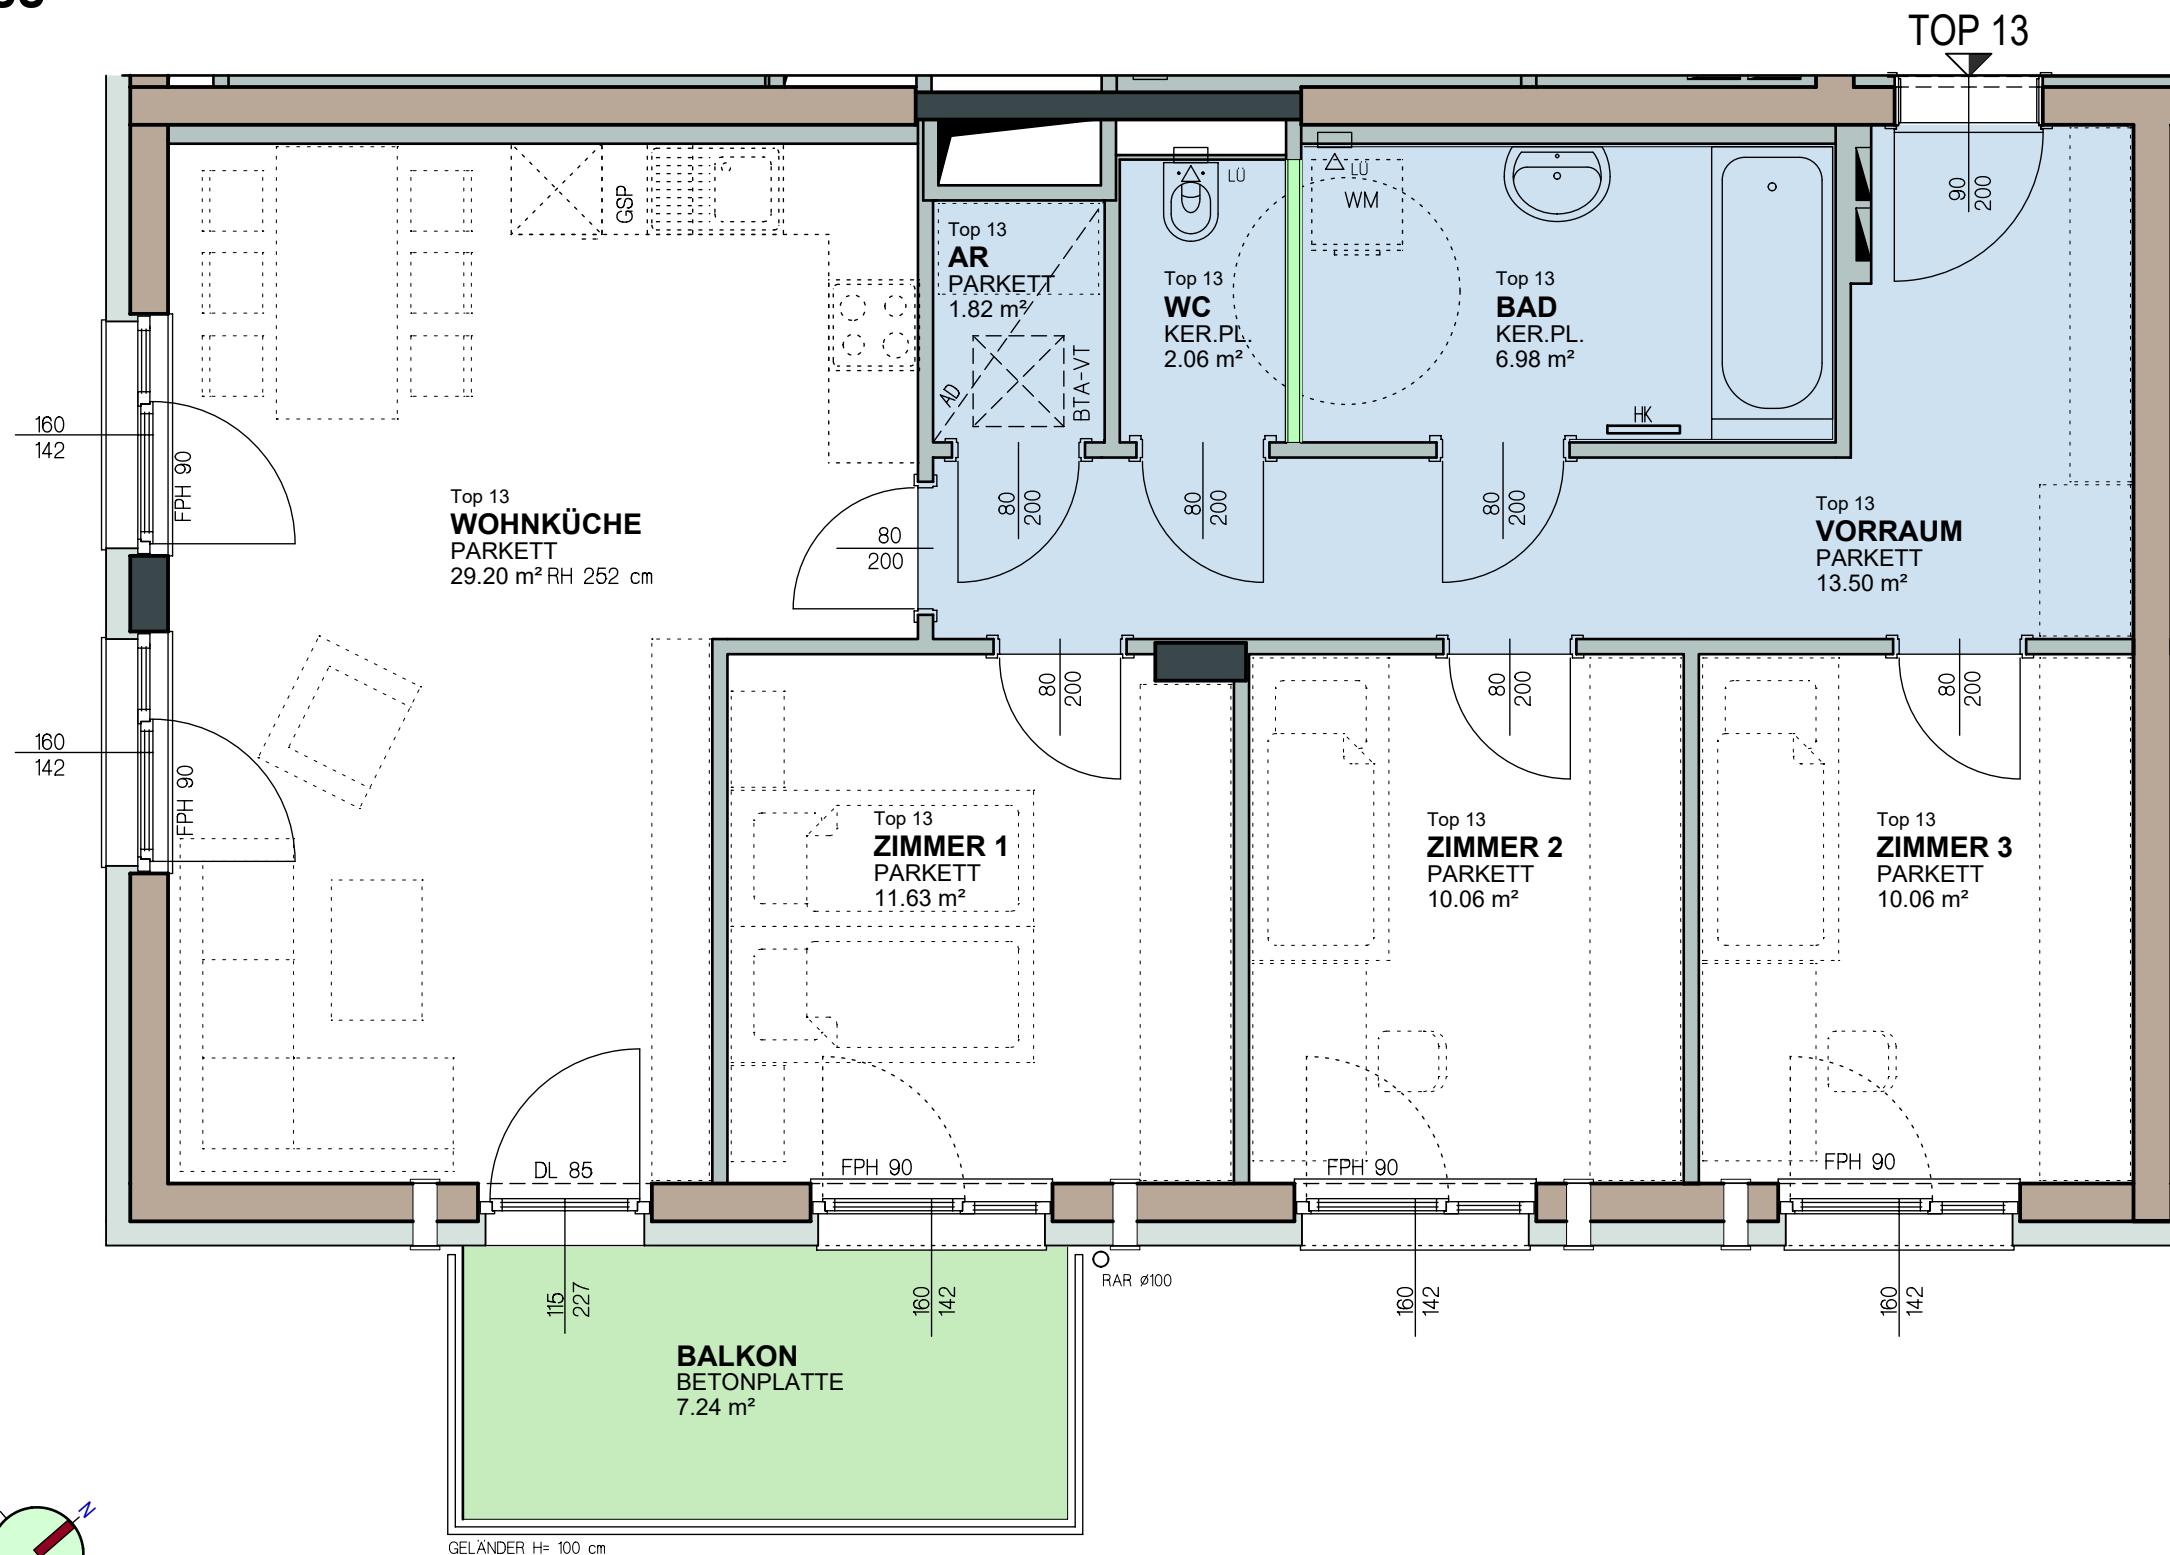 TOP 13
90
200
GSP
LÜ
LÜ
WM
Top 13
AR
PARKETT
1.82 m²
AD
BTA-VT
Top 13
WC
KER.PL.
2.06 m²
Top 13
BAD
KER.PL.
6.98 m²
HK
160
142
FPH 90
Top 13
WOHNKÜCHE
PARKETT
29.20 m² RH 252 cm
80
200
80
200
80
200
80
200
Top 13
VORRAUM
PARKETT
13.50 m²
80
200
80
200
80
200
160
142
FPH 90
Top 13
ZIMMER 1
PARKETT
11.63 m²
Top 13
ZIMMER 2
PARKETT
10.06 m²
Top 13
ZIMMER 3
PARKETT
10.06 m²
DL 85
FPH 90
FPH 90
FPH 90
115
227
160
142
RAR ø100
160
142
160
142
BALKON
BETONPLATTE
7.24 m²
N
GELÄNDER H= 100 cm